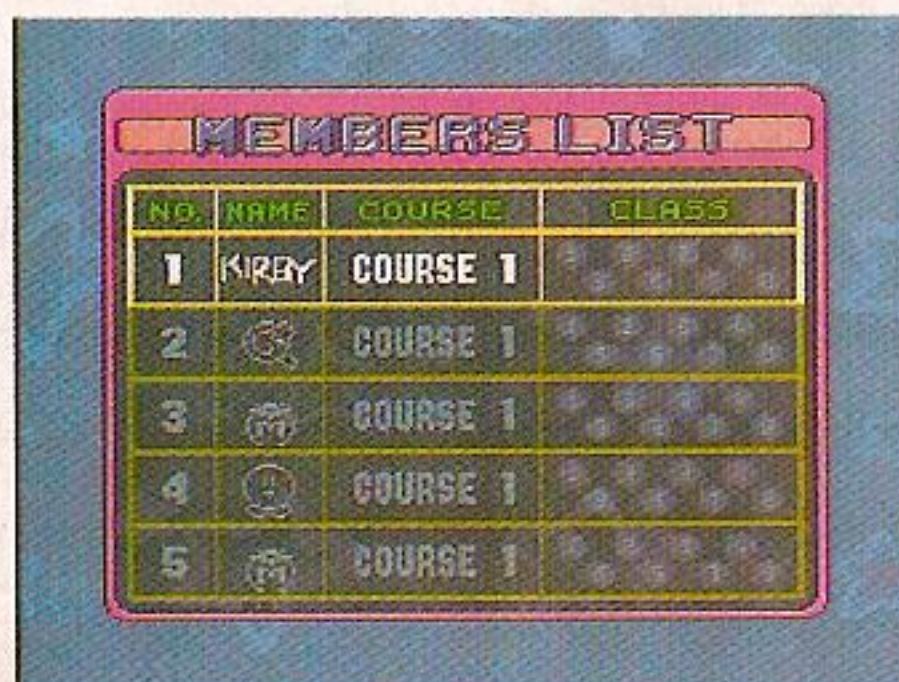 MEMBERS LIST
NO. NAME COURSE CLASS
1 KIRBY COURSE 1
2 COURSE 1
3 M COURSE 1
4 COURSE 1
5 M COURSE 1